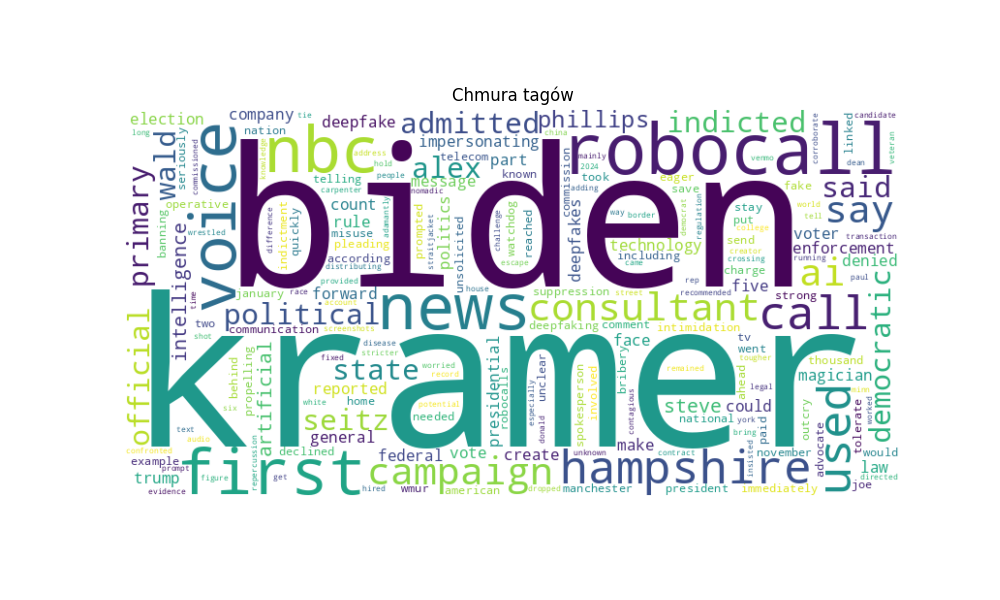 Chmura tagów
election
long
company
tie
nation
deepfake
admitted
phillips
indicted
candidate
primary
wald
seriously
commissioned
voice
nbc
knowledge
address
hold
people
impersonating
alex
telecom
message
part
known
china
robocall
2024
mainly
took
eager
save
fake
venmo
corroborate
linked
dean
veteran
said
say
operative
banning
wrestled
intelligence
time
biden
difference
indictment
quickly
telling
carpenter
nomadic
count
rule
misuse
pleading
according
distributing
provided
adamantly
prompted
straitjacket
politics
unsolicited
challenge
escape
house
watchdog
reached
commission
adding
deepfakes
way
border
technology
including
came
democrat
regulation
rep
recommended
crossing
stay
put
send
charge
college
creator
world
tell
running
transaction
paul
voter
enforcement
ai
denied
five
strong
democratic
official
two
shot
january
race
forward
account
political
communication
screenshots
news
suppression
street
consultant
deepfaking
comment
intimidation
call
kramer
six
behind
propelling
artificial
fixed
disease
stricter
white
home
state
worried
record
reported
potential
seitz
general
needed
presidential
robocalls
especially
donald
unclear
spokesperson
involved
bribery
face
contagious
remained
tv
went
tougher
ahead
legal
steve
could
national
york
bring
paid
november
insisted
thousand
magician
outcry
advocate
used
tolerate
worked
would
law
directed
joe
confronted
text
audio
example
prompt
trump
evidence
first
figure
repercussion
get
declined
hired
federal
vote
create
campaign
wmur
american
dropped
unknown
make
contract
hampshire
manchester
president
immediately